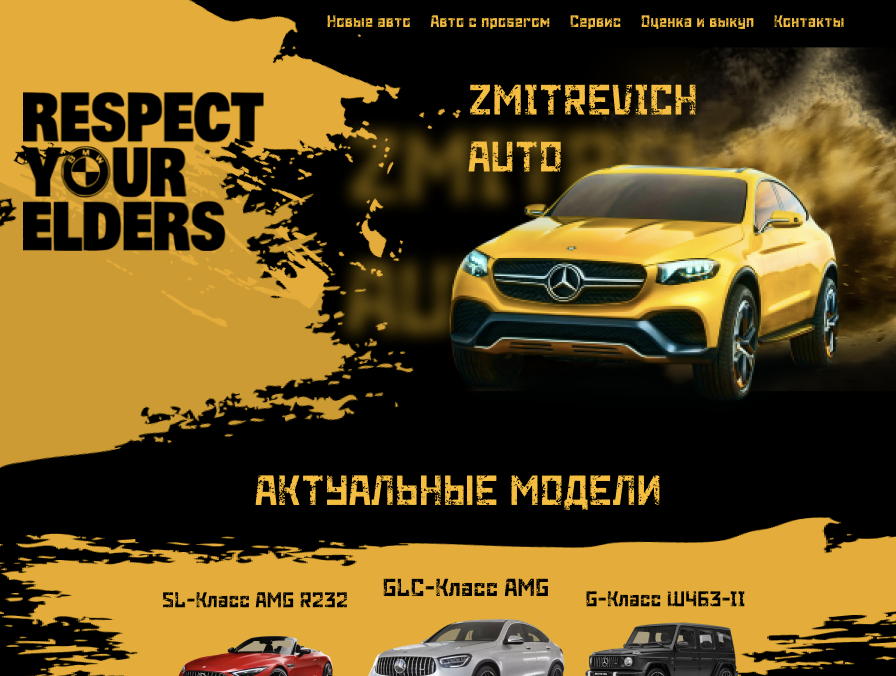 Новые авто Авто с пробегом Сервис Оценка и выкуп Контакты
RESPECT
YOUR
ELDERS
BMW
ZMITREVICH
AUTO
АКТУАЛЬНЫЕ МОДЕЛИ
SL-Класс AMG R232
GLC-Класс AMG
G-Класс W463-II